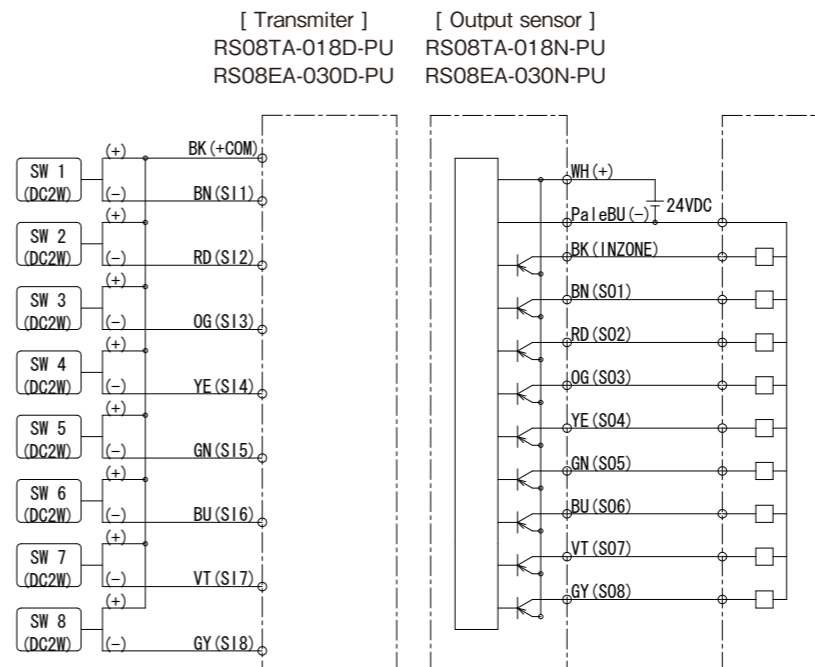 [ Transmiter ]
RS08TA-018D-PU
RS08EA-030D-PU
[ Output sensor ]
RS08TA-018N-PU
RS08EA-030N-PU
SW 1
(DC2W)
(+)
BK(+COM)
(-)
BN(SI1)
SW 2
(DC2W)
(+)
(-)
RD(SI2)
SW 3
(DC2W)
(+)
(-)
OG(SI3)
SW 4
(DC2W)
(+)
(-)
YE(SI4)
SW 5
(DC2W)
(+)
(-)
GN(SI5)
SW 6
(DC2W)
(+)
(-)
BU(SI6)
SW 7
(DC2W)
(+)
(-)
VT(SI7)
SW 8
(DC2W)
(+)
(-)
GY(SI8)
WH(+)
24VDC
PaleBU(-)
BK(INZONE)
BN(SO1)
RD(SO2)
OG(SO3)
YE(SO4)
GN(SO5)
BU(SO6)
VT(SO7)
GY(SO8)